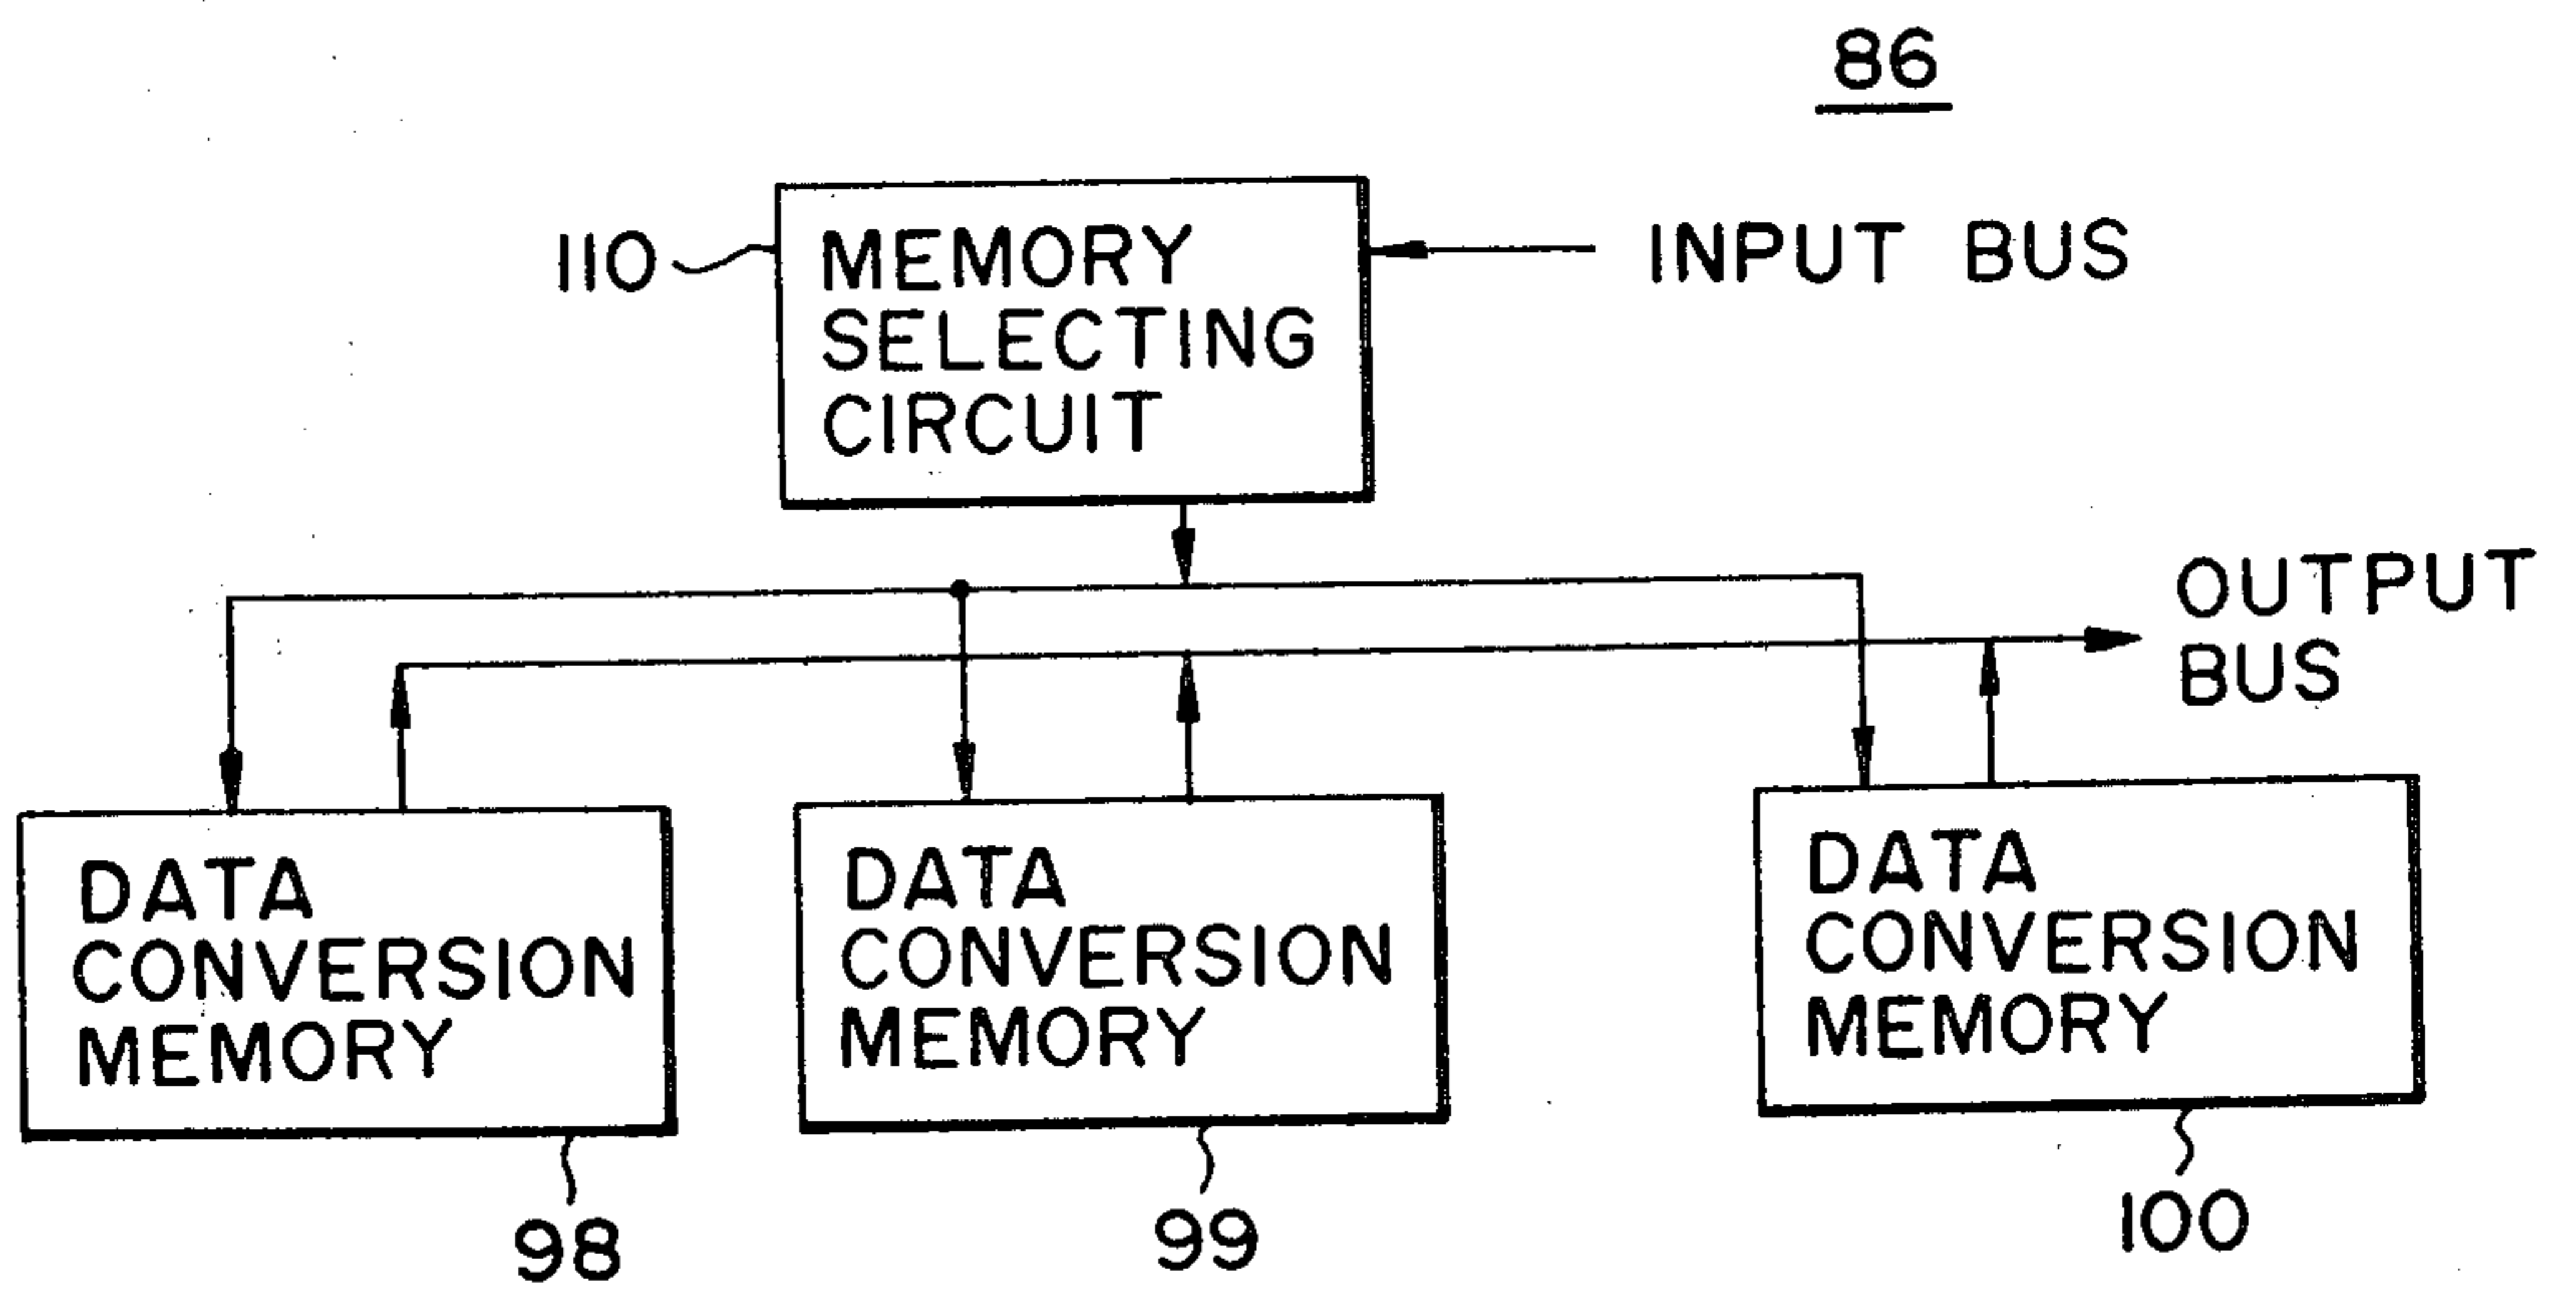 86
110
MEMORY
SELECTING
CIRCUIT
INPUT BUS
OUTPUT
BUS
DATA
CONVERSION
MEMORY
98
DATA
CONVERSION
MEMORY
99
DATA
CONVERSION
MEMORY
100